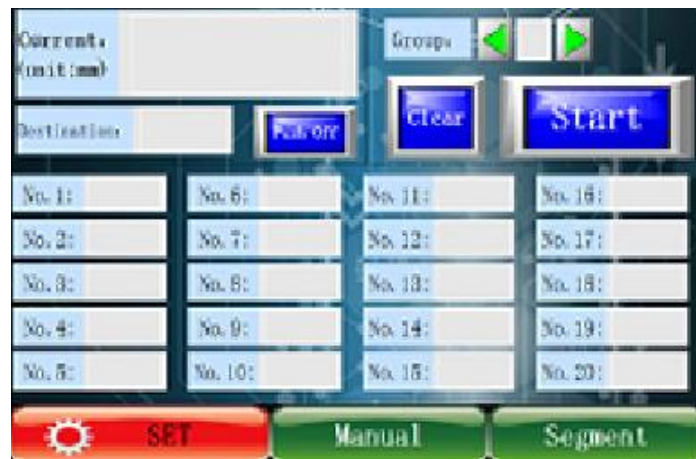 Current:
(unit:mm)
Group:
Destination:
Clear
Start
No. 1:
No. 6:
No. 11:
No. 16:
No. 2:
No. 7:
No. 12:
No. 17:
No. 3:
No. 8:
No. 13:
No. 18:
No. 4:
No. 9:
No. 14:
No. 19:
No. 5:
No. 10:
No. 15:
No. 20:
SET
Manual
Segment